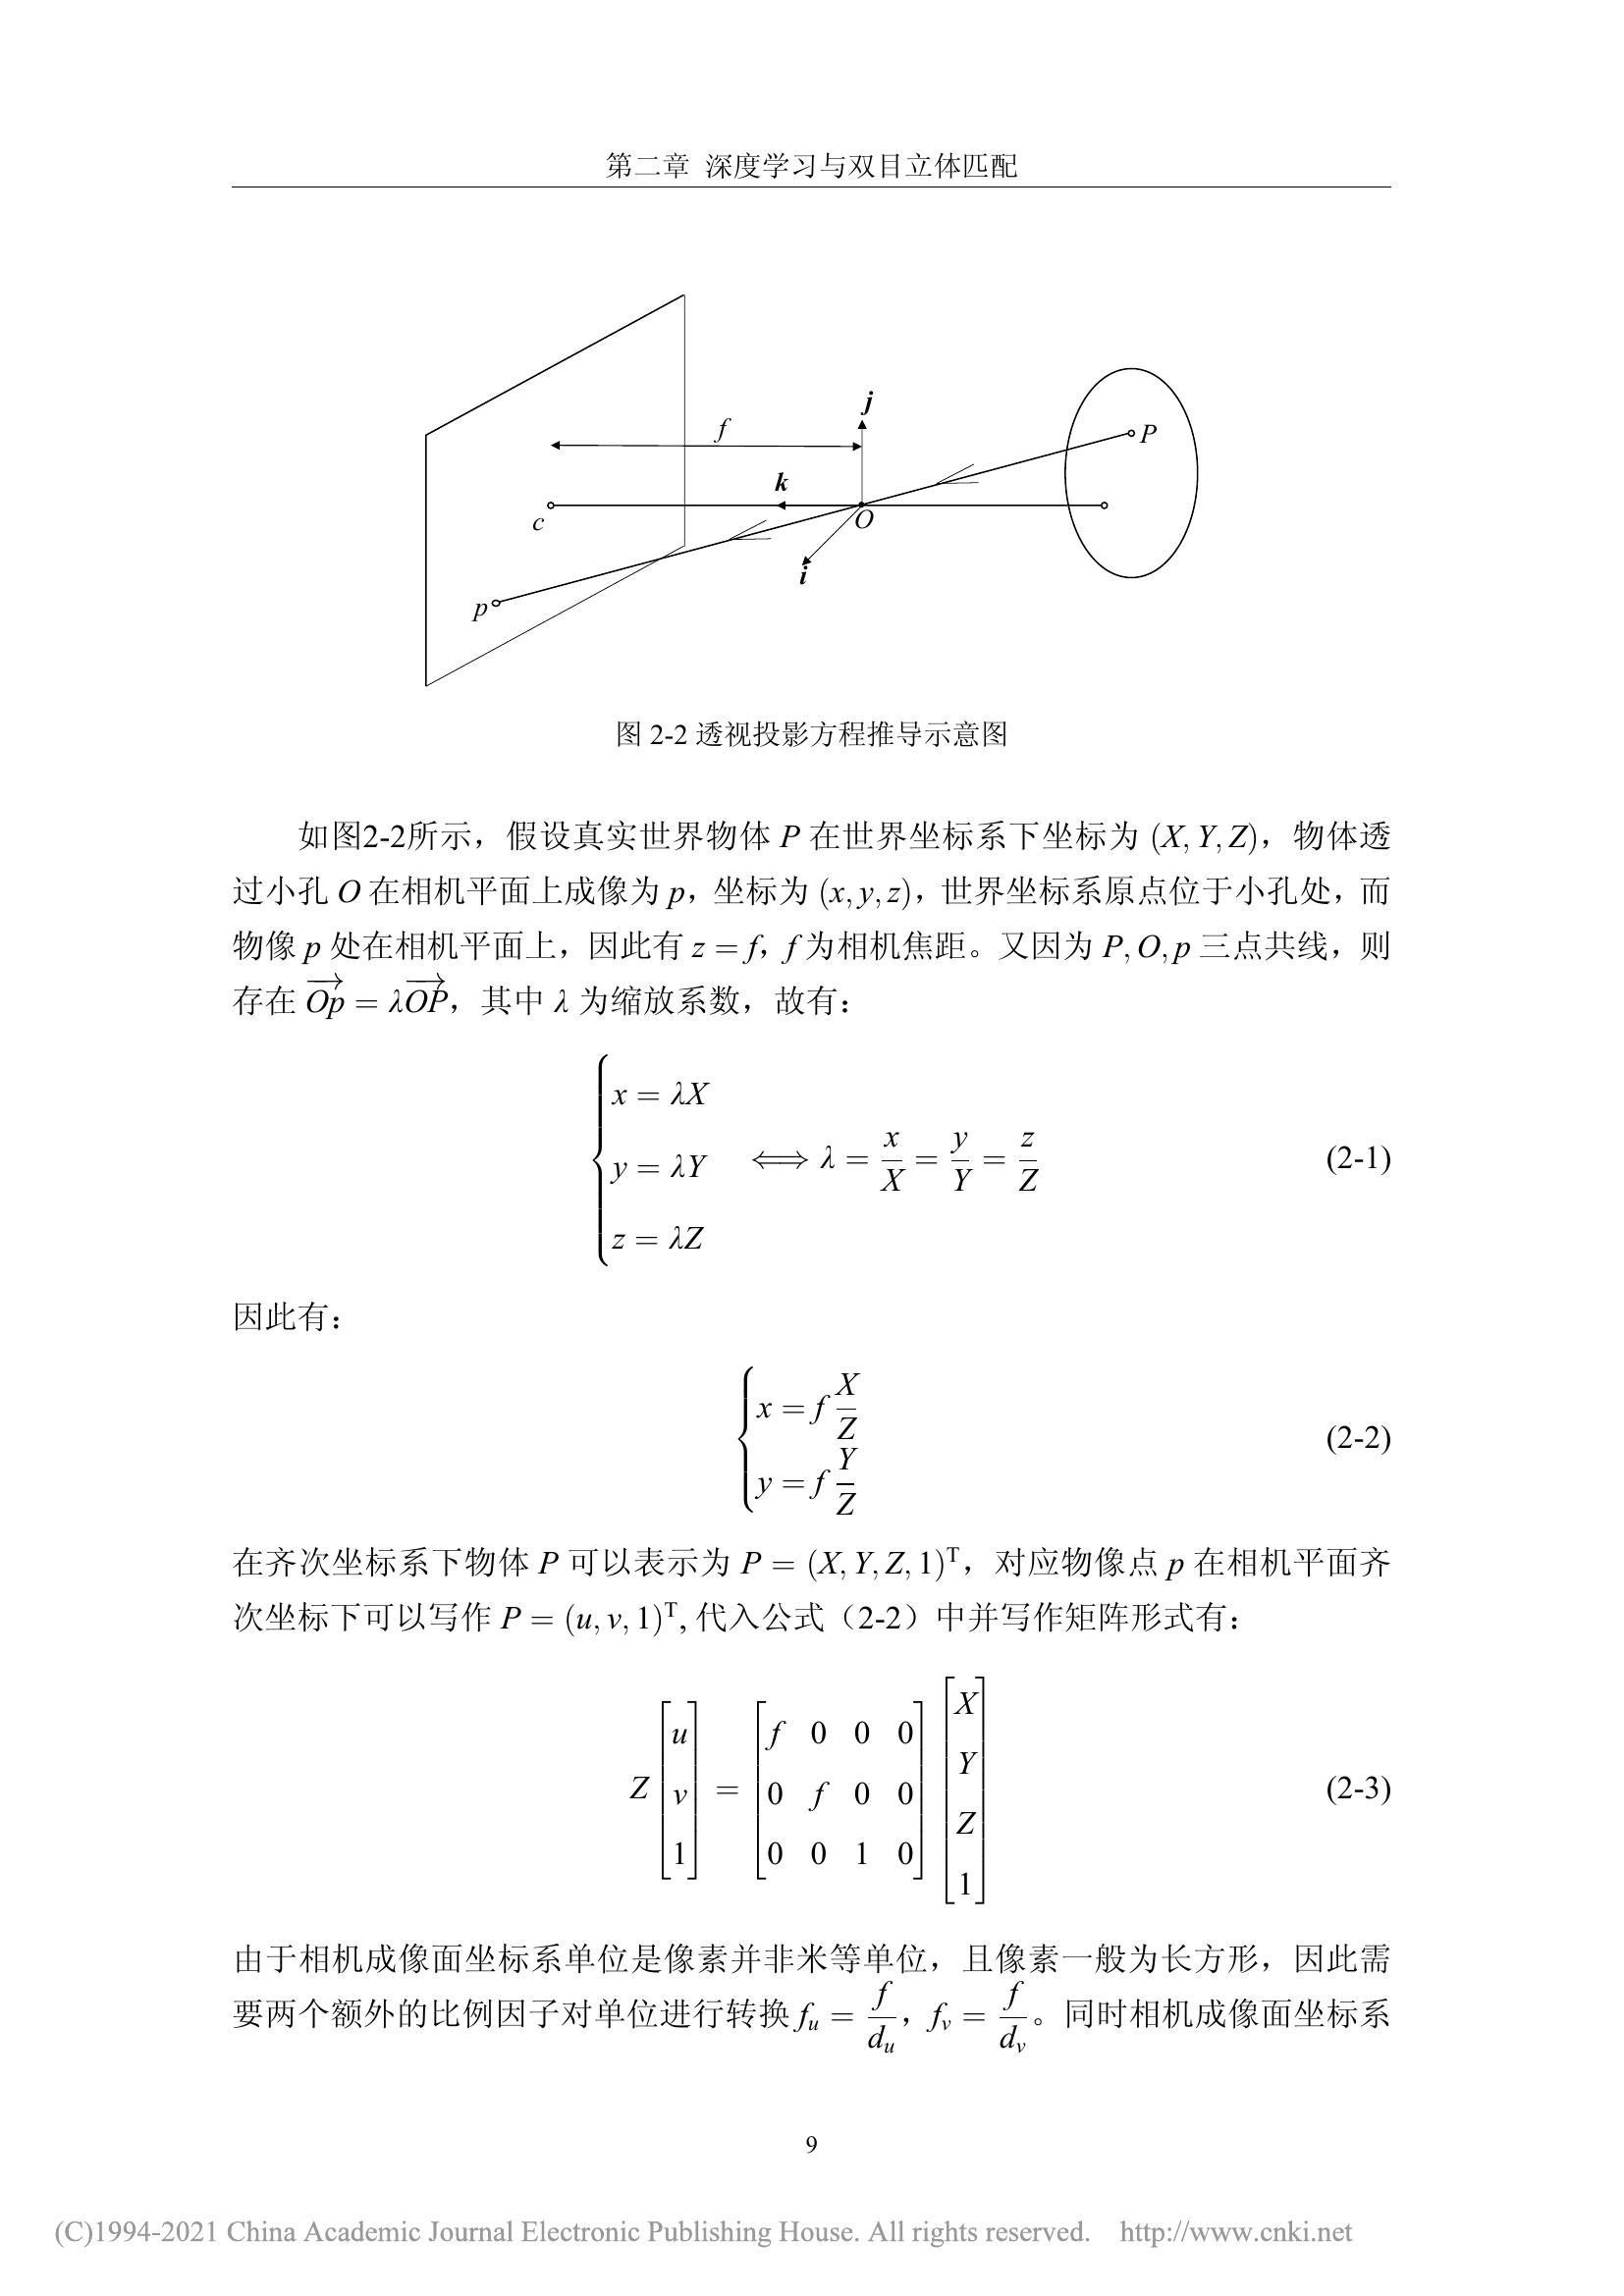 第二章 深度学习与双目立体匹配
j
f
P
k
c
O
i
p
图 2-2 透视投影方程推导示意图
如图2-2所示，假设真实世界物体 P 在世界坐标系下坐标为 (X, Y, Z)，物体透
过小孔 O 在相机平面上成像为 p，坐标为 (x, y, z)，世界坐标系原点位于小孔处，而
物像 p 处在相机平面上，因此有 z = f，f 为相机焦距。又因为 P, O, p 三点共线，则
存在 $\overrightarrow{Op} = \lambda\overrightarrow{OP}$，其中 λ 为缩放系数，故有：
$\begin{cases} x = \lambda X \\ y = \lambda Y \\ z = \lambda Z \end{cases} \iff \lambda = \frac{x}{X} = \frac{y}{Y} = \frac{z}{Z}$ (2-1)
因此有：
$\begin{cases} x = f\frac{X}{Z} \\ y = f\frac{Y}{Z} \end{cases}$ (2-2)
在齐次坐标系下物体 P 可以表示为 $P = (X, Y, Z, 1)^{\mathrm{T}}$，对应物像点 p 在相机平面齐
次坐标下可以写作 $P = (u, v, 1)^{\mathrm{T}}$, 代入公式（2-2）中并写作矩阵形式有：
$Z \begin{bmatrix} u \\ v \\ 1 \end{bmatrix} = \begin{bmatrix} f & 0 & 0 & 0 \\ 0 & f & 0 & 0 \\ 0 & 0 & 1 & 0 \end{bmatrix} \begin{bmatrix} X \\ Y \\ Z \\ 1 \end{bmatrix}$ (2-3)
由于相机成像面坐标系单位是像素并非米等单位，且像素一般为长方形，因此需
要两个额外的比例因子对单位进行转换 $f_u = \frac{f}{d_u}$，$f_v = \frac{f}{d_v}$。同时相机成像面坐标系
9
(C)1994-2021 China Academic Journal Electronic Publishing House. All rights reserved. http://www.cnki.net